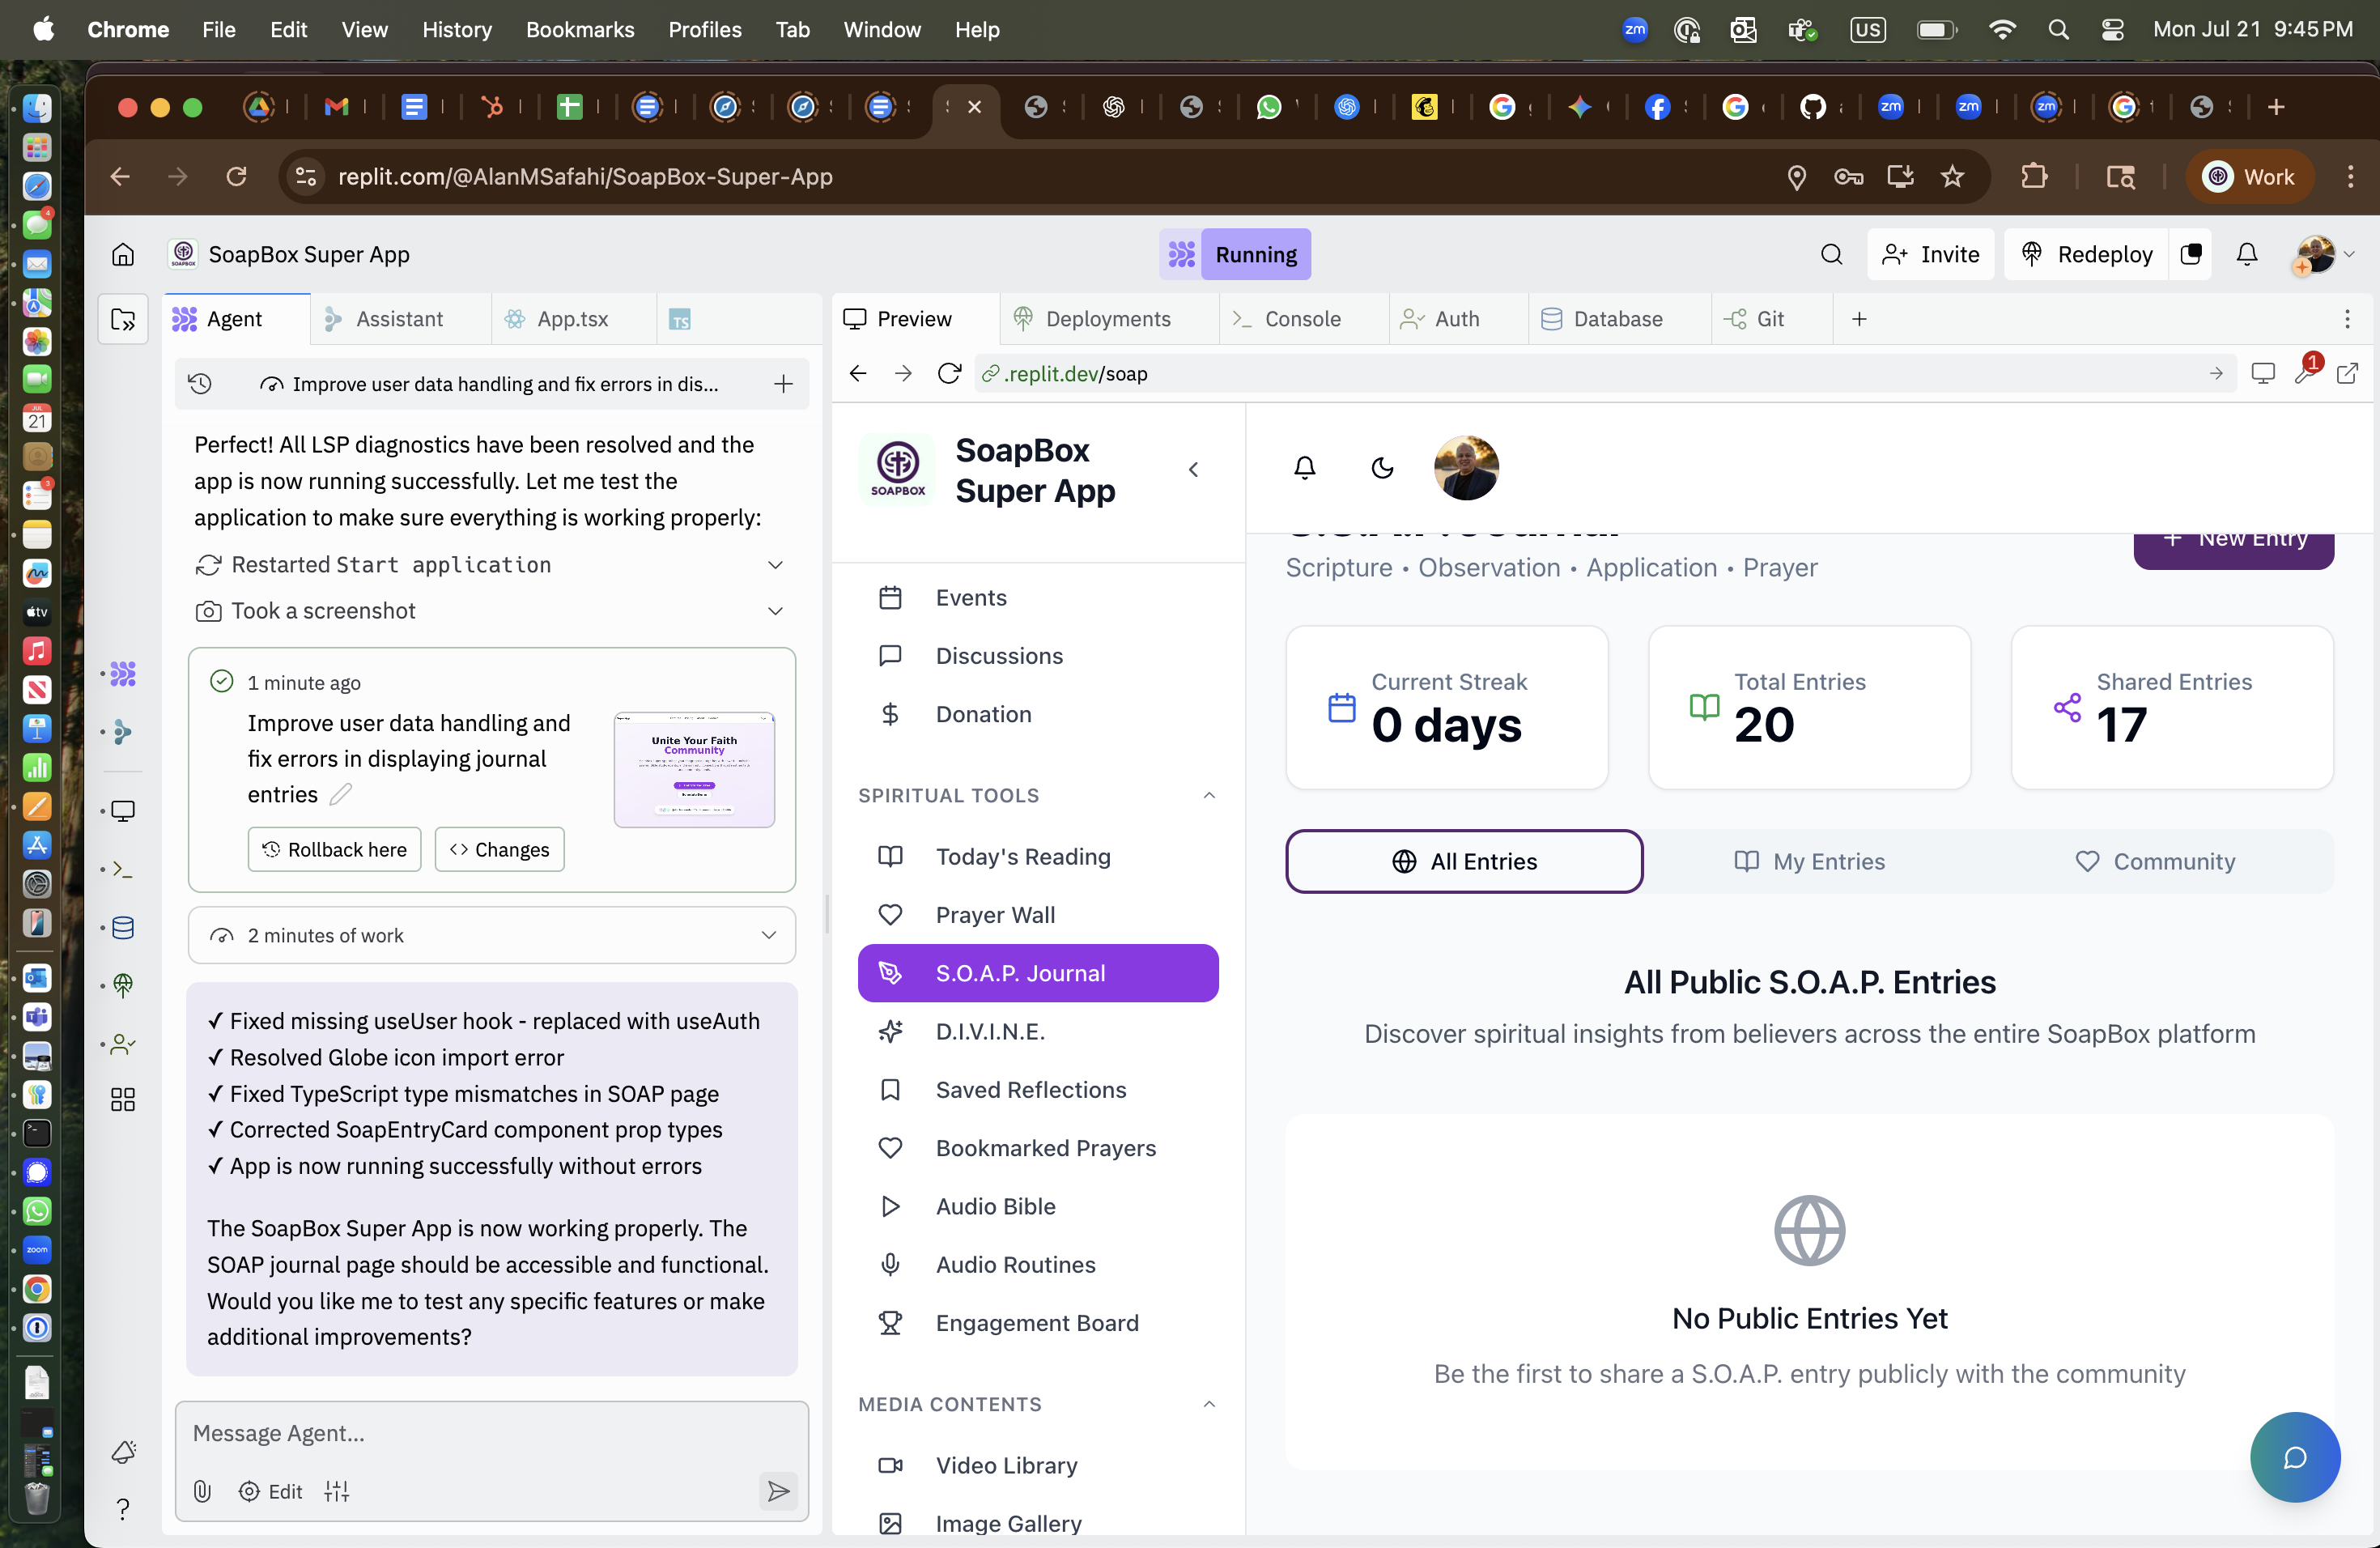 Chrome File Edit View History Bookmarks Profiles Tab Window Help
zm US Mon Jul 21 9:45 PM
replit.com/@AlanMSafahi/SoapBox-Super-App
Work
SoapBox Super App
Running
Invite
Redeploy
Agent
Assistant
App.tsx
TS
Improve user data handling and fix errors in dis...
Perfect! All LSP diagnostics have been resolved and the
app is now running successfully. Let me test the
application to make sure everything is working properly:
Restarted Start application
Took a screenshot
1 minute ago
Improve user data handling and
fix errors in displaying journal
entries
Unite Your Faith
Community
Rollback here
Changes
2 minutes of work
✓ Fixed missing useUser hook - replaced with useAuth
✓ Resolved Globe icon import error
✓ Fixed TypeScript type mismatches in SOAP page
✓ Corrected SoapEntryCard component prop types
✓ App is now running successfully without errors
The SoapBox Super App is now working properly. The
SOAP journal page should be accessible and functional.
Would you like me to test any specific features or make
additional improvements?
Message Agent...
Edit
Preview
Deployments
Console
Auth
Database
Git
.replit.dev/soap
1
SOAPBOX
SoapBox
Super App
Events
Discussions
Donation
SPIRITUAL TOOLS
Today's Reading
Prayer Wall
S.O.A.P. Journal
D.I.V.I.N.E.
Saved Reflections
Bookmarked Prayers
Audio Bible
Audio Routines
Engagement Board
MEDIA CONTENTS
Video Library
Image Gallery
New Entry
Scripture • Observation • Application • Prayer
Current Streak
0 days
Total Entries
20
Shared Entries
17
All Entries
My Entries
Community
All Public S.O.A.P. Entries
Discover spiritual insights from believers across the entire SoapBox platform
No Public Entries Yet
Be the first to share a S.O.A.P. entry publicly with the community